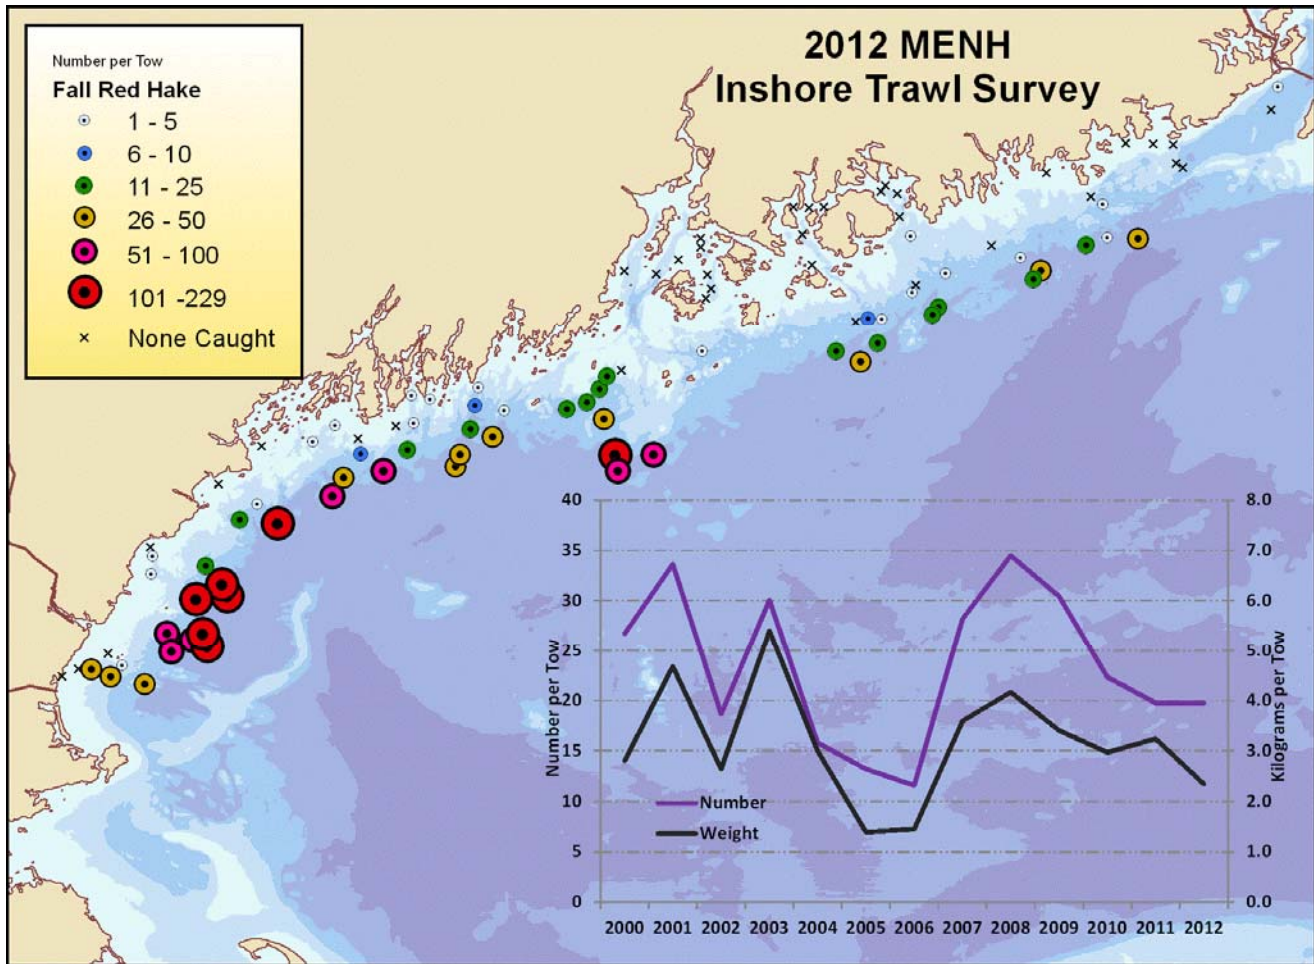 2012 MENH
Inshore Trawl Survey
Number per Tow
Fall Red Hake
1 - 5
6 - 10
11 - 25
26 - 50
51 - 100
101 -229
× None Caught
40
35
30
25
20
15
10
5
0
Number per Tow
8.0
7.0
6.0
5.0
4.0
3.0
2.0
1.0
0.0
Kilograms per Tow
Number
Weight
2000 2001 2002 2003 2004 2005 2006 2007 2008 2009 2010 2011 2012